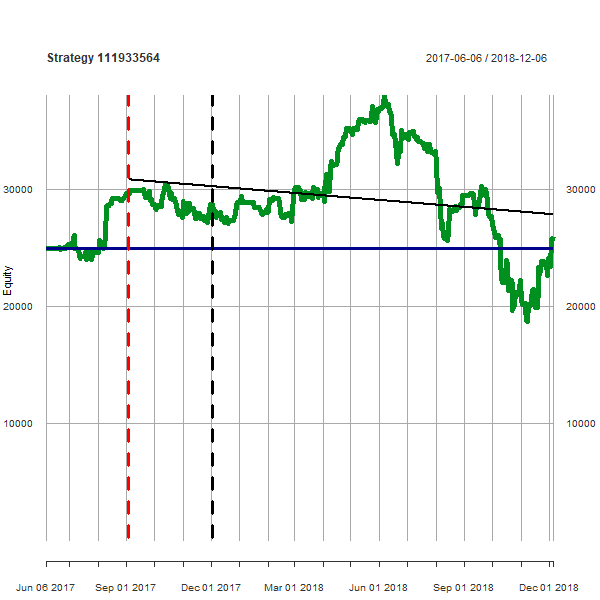 Strategy 111933564
2017-06-06 / 2018-12-06
30000
30000
Equity
20000
20000
10000
10000
Jun 06 2017
Sep 01 2017
Dec 01 2017
Mar 01 2018
Jun 01 2018
Sep 01 2018
Dec 01 2018